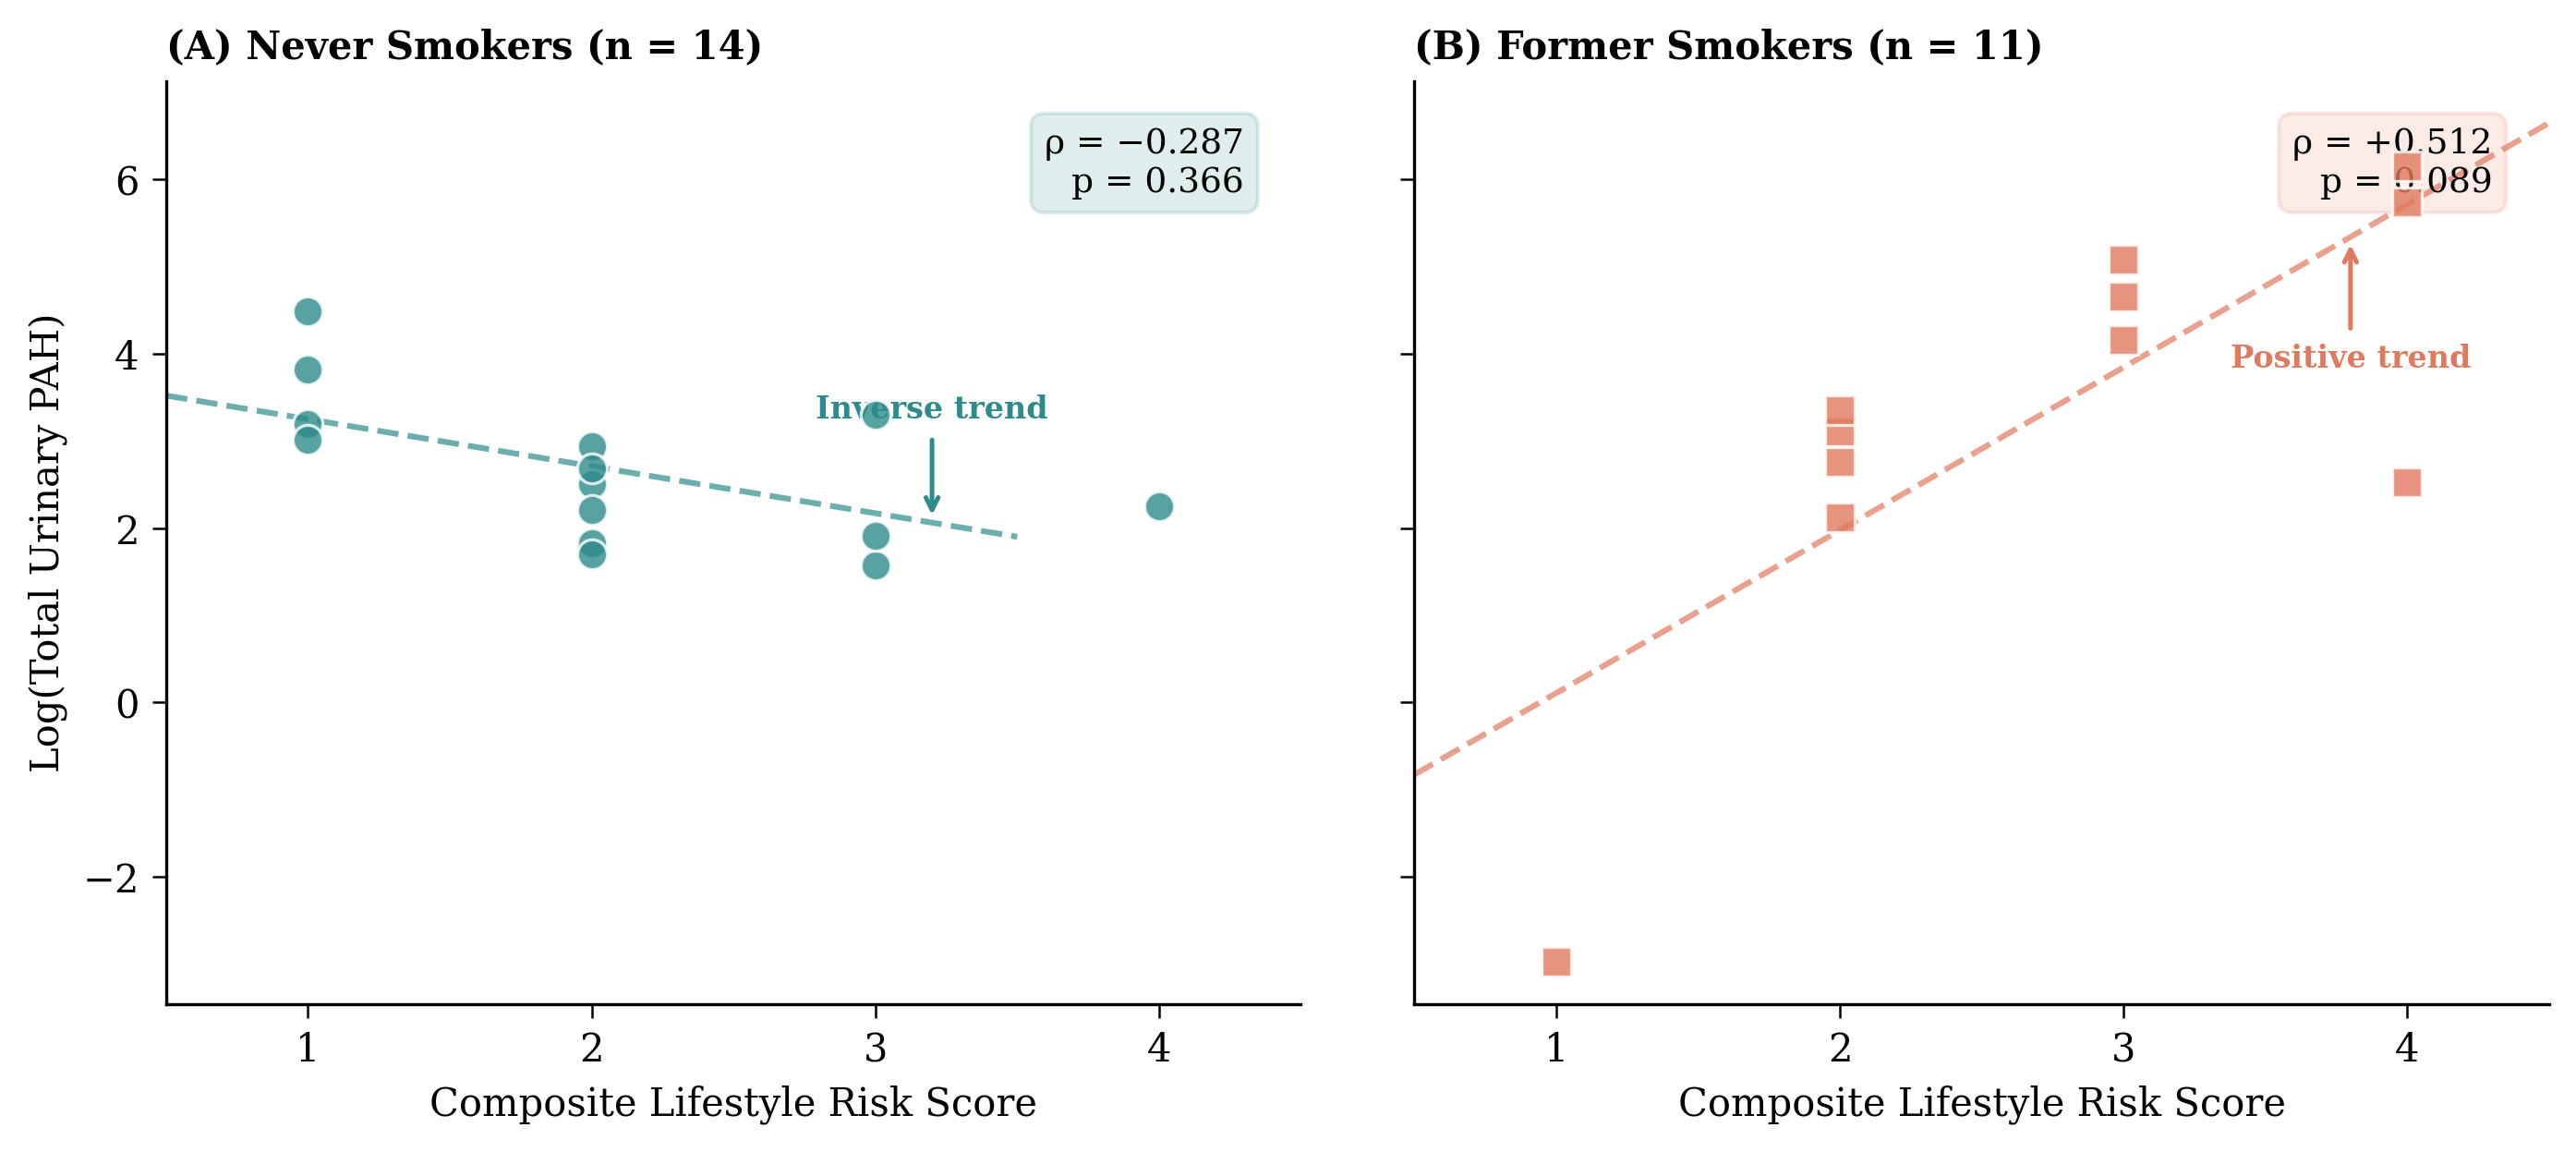 (A) Never Smokers (n = 14)
ρ = −0.287
p = 0.366
Inverse trend
Log(Total Urinary PAH)
6
4
2
0
−2
1
2
3
4
Composite Lifestyle Risk Score
(B) Former Smokers (n = 11)
ρ = +0.512
p = 0.089
Positive trend
1
2
3
4
Composite Lifestyle Risk Score